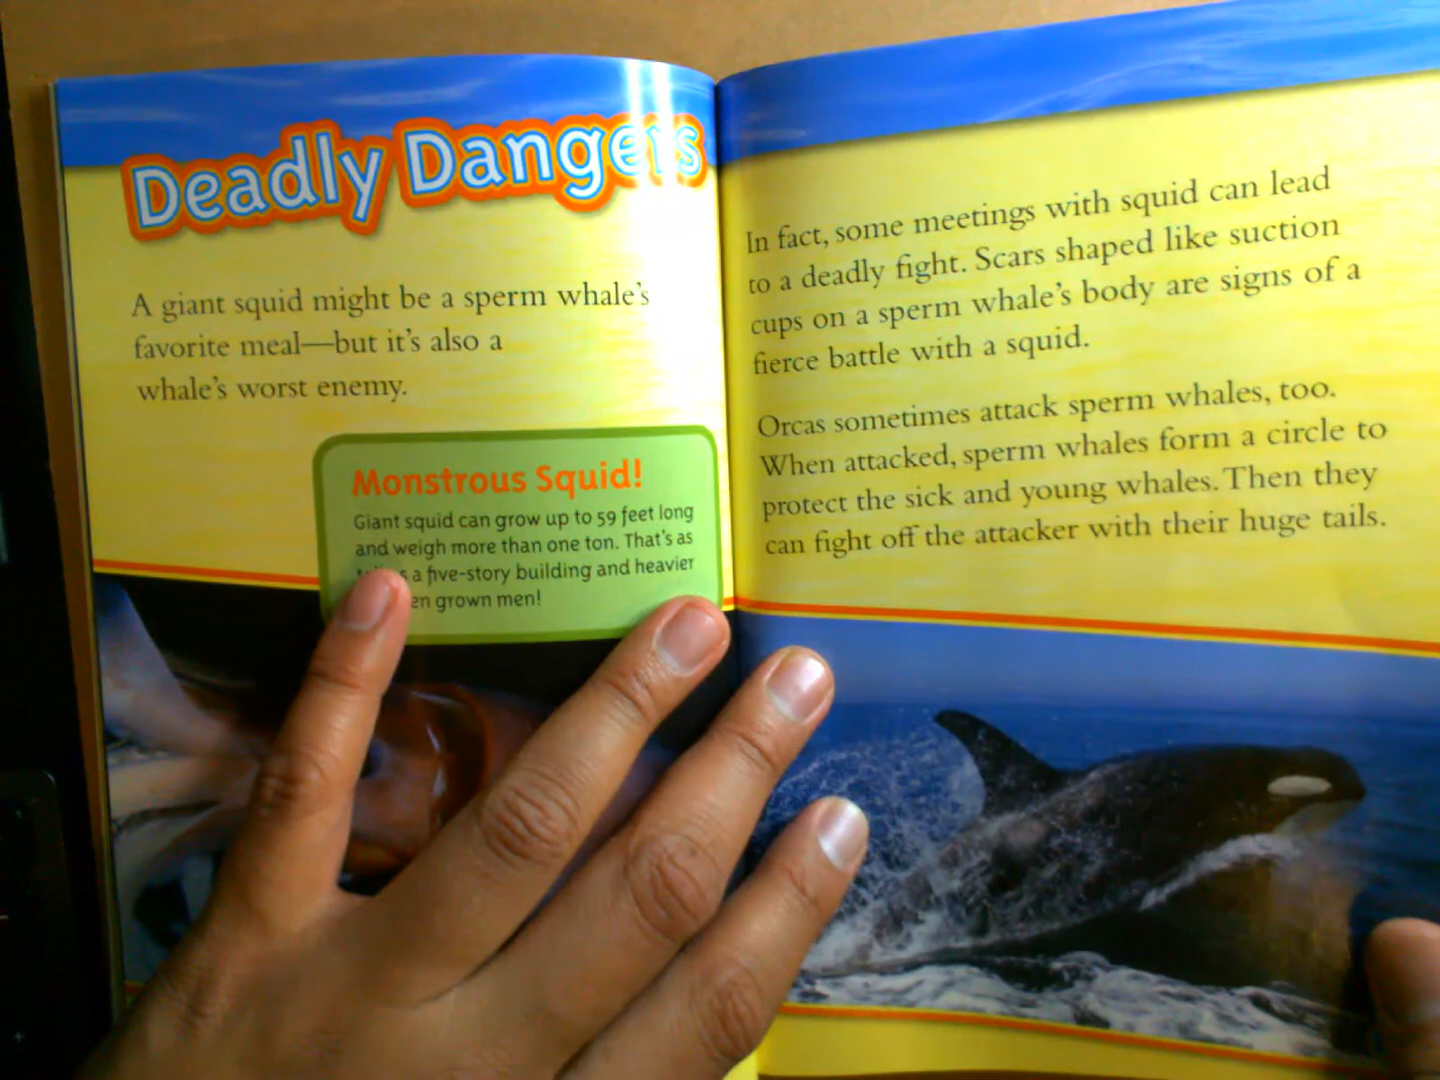 Deadly Dangers
A giant squid might be a sperm whale's
favorite meal—but it's also a
whale's worst enemy.
Monstrous Squid!
Giant squid can grow up to 59 feet long
and weigh more than one ton. That's as
a five-story building and heavier
grown men!
In fact, some meetings with squid can lead
to a deadly fight. Scars shaped like suction
cups on a sperm whale's body are signs of a
fierce battle with a squid.
Orcas sometimes attack sperm whales, too.
When attacked, sperm whales form a circle to
protect the sick and young whales. Then they
can fight off the attacker with their huge tails.